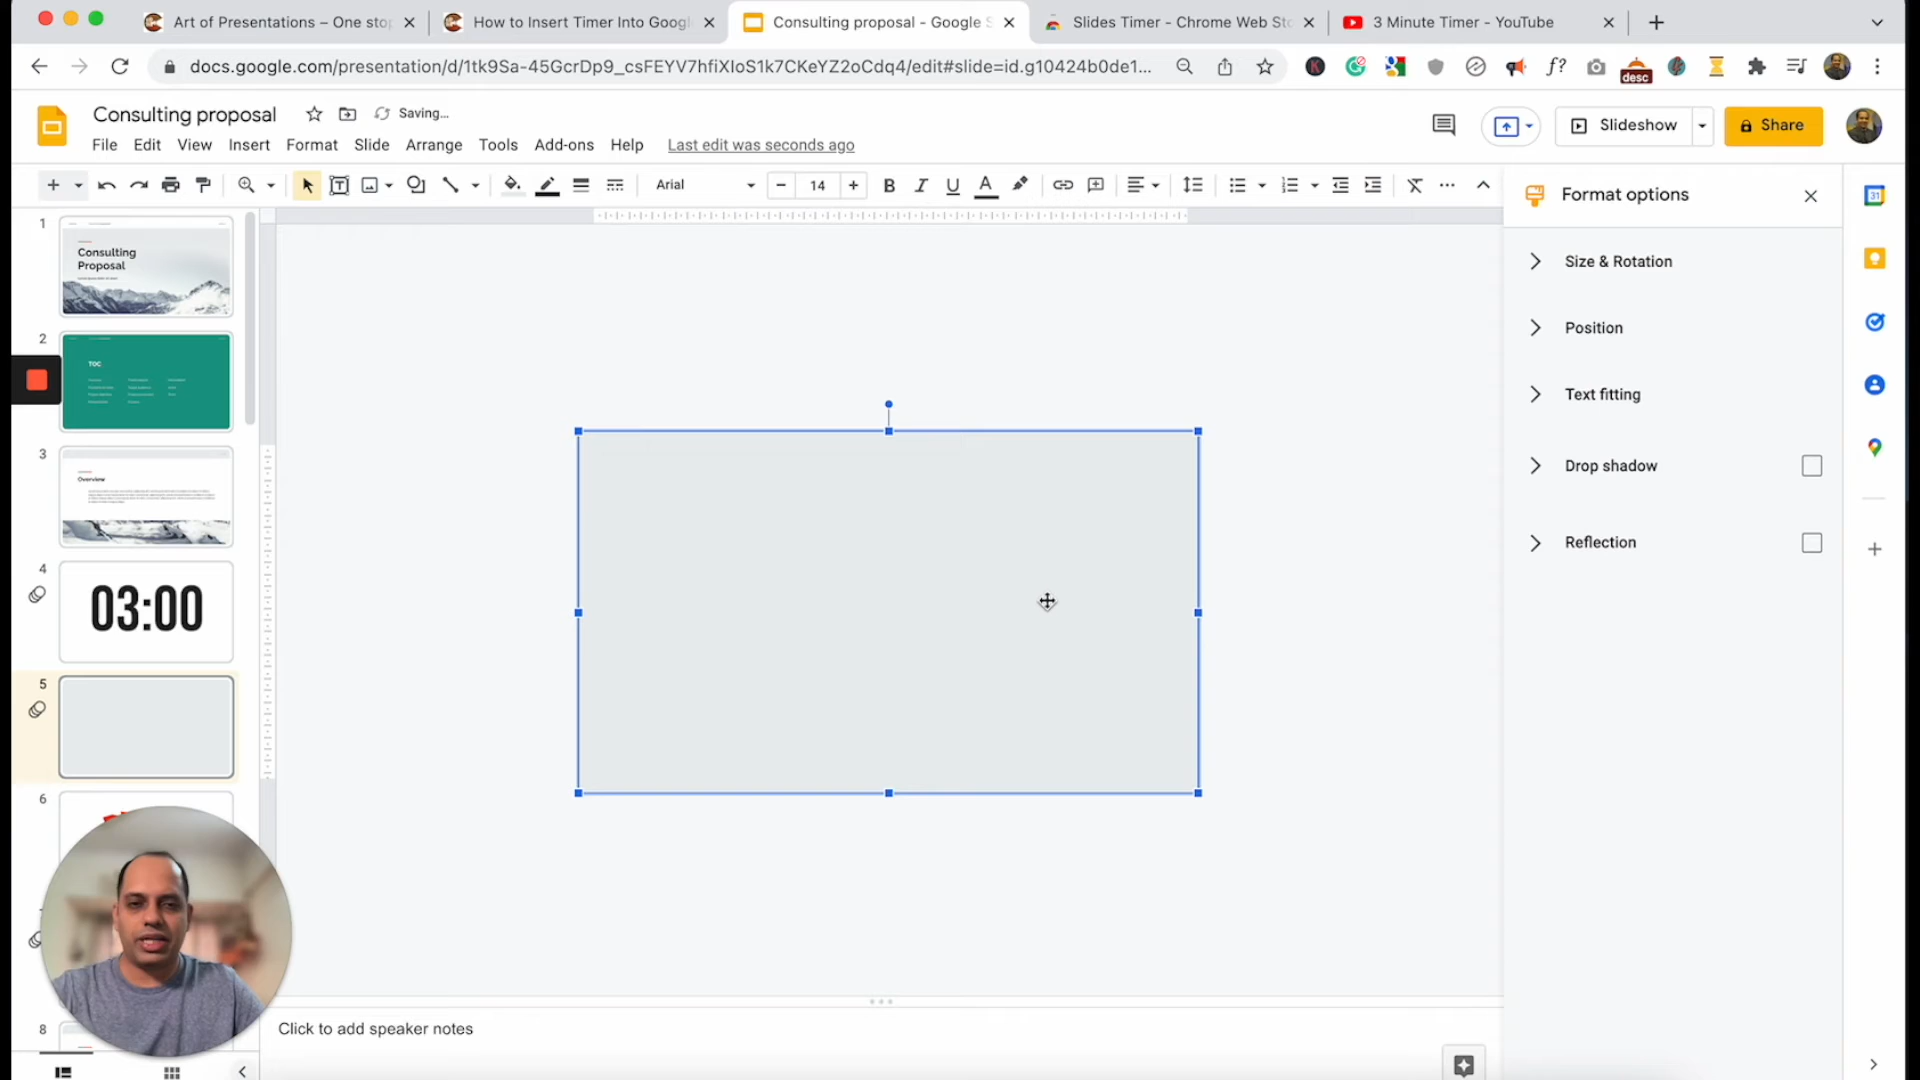 Art of Presentations – One sto
How to Insert Timer Into Googl
Consulting proposal - Google S
Slides Timer - Chrome Web Sto
3 Minute Timer - YouTube
docs.google.com/presentation/d/1tk9Sa-45GcrDp9_csFEYV7hfiXIoS1k7CKeYZ2oCdq4/edit#slide=id.g10424b0de1...
f?
desc
Consulting proposal
Saving...
File Edit View Insert Format Slide Arrange Tools Add-ons Help Last edit was seconds ago
Slideshow
Share
Arial
14
B I U A
Format options
31
Size & Rotation
Position
Text fitting
Drop shadow
Reflection
1
Consulting
Proposal
2
TOC
3
Overview
4
03:00
5
6
8
Click to add speaker notes